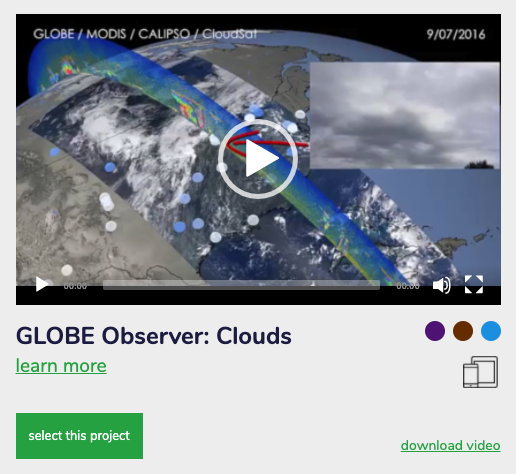 GLOBE / MODIS / CALIPSO / CloudSat
9/07/2016
00:00
00:00
GLOBE Observer: Clouds
learn more
select this project
download video